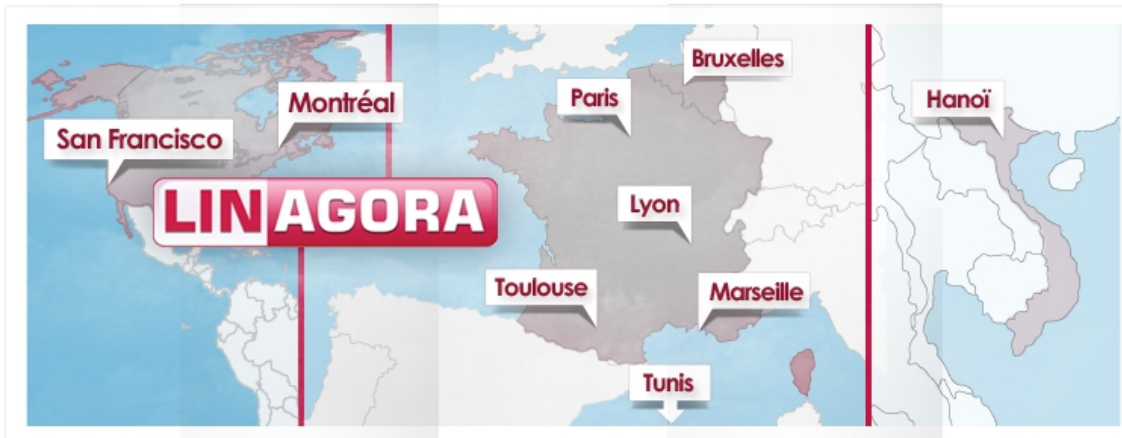 Bruxelles
Paris
Hanoï
Montréal
San Francisco
LINAGORA
Lyon
Toulouse
Marseille
Tunis